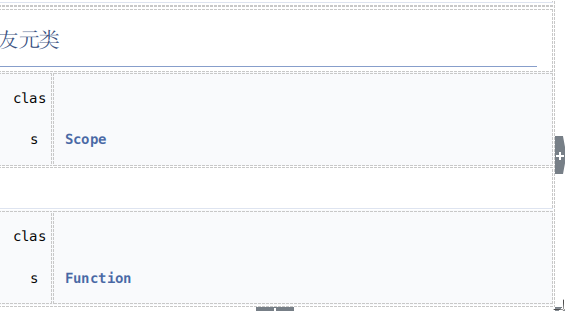 友元类
clas
s Scope
clas
s Function